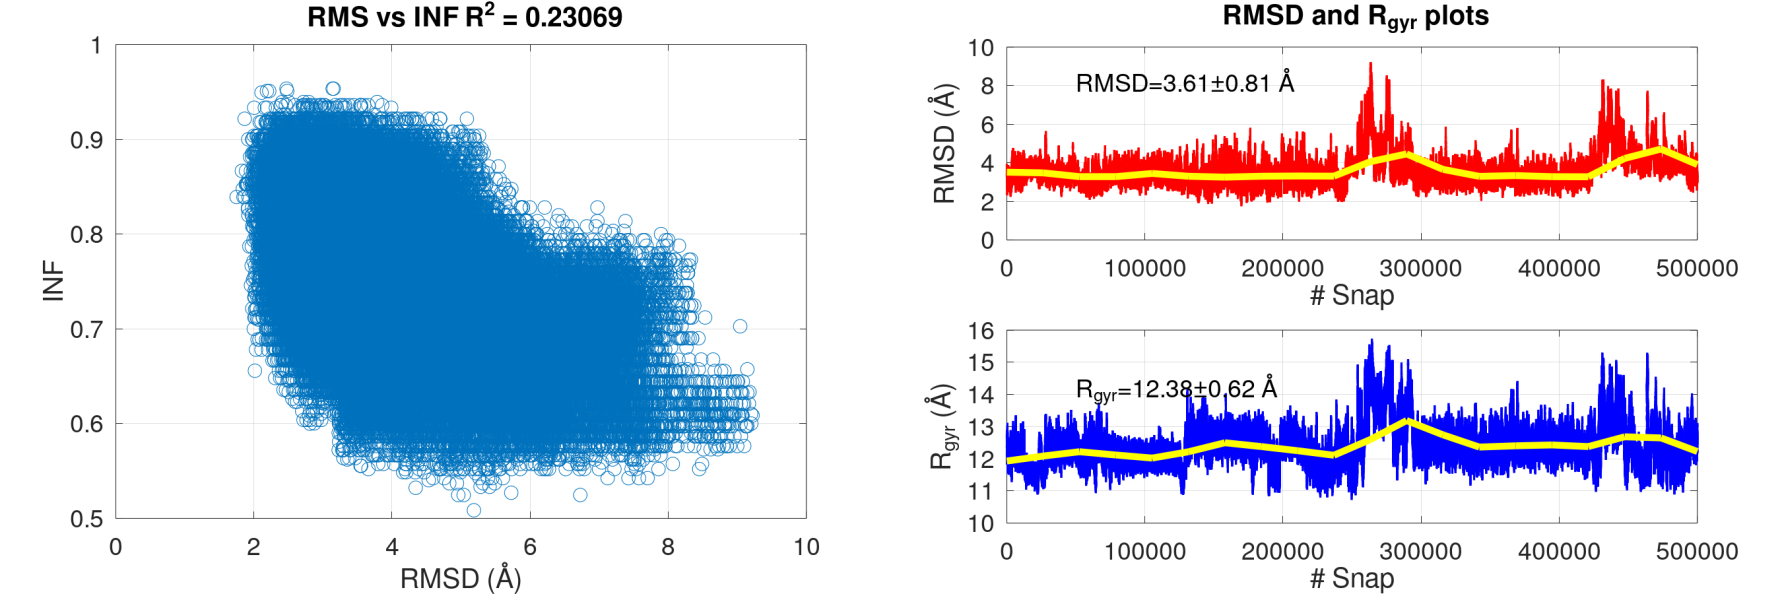 RMS vs INF R² = 0.23069
1
0.9
0.8
0.7
0.6
0.5
INF
0 2 4 6 8 10
RMSD (Å)
RMSD and Rgyr plots
10
8
6
4
2
0
RMSD (Å)
RMSD=3.61±0.81 Å
0 100000 200000 300000 400000 500000
# Snap
16
15
14
13
12
11
10
Rgyr (Å)
Rgyr=12.38±0.62 Å
0 100000 200000 300000 400000 500000
# Snap